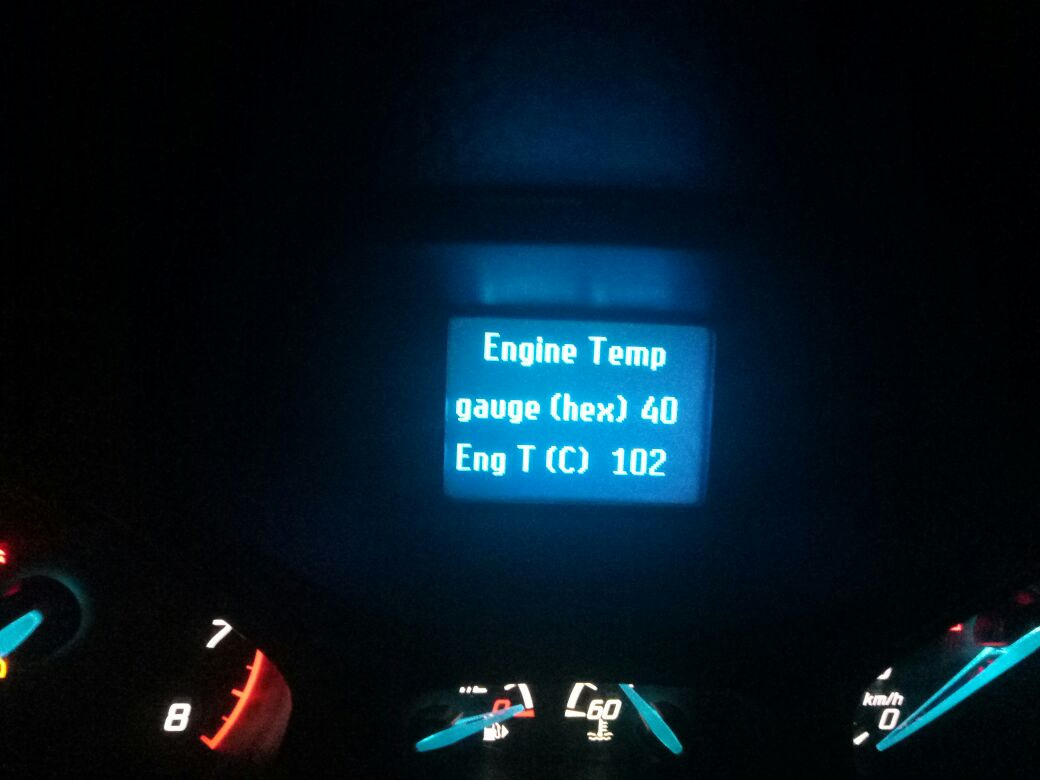 Engine Temp
gauge (hex) 40
Eng T (C) 102
7
8
60
km/h
0